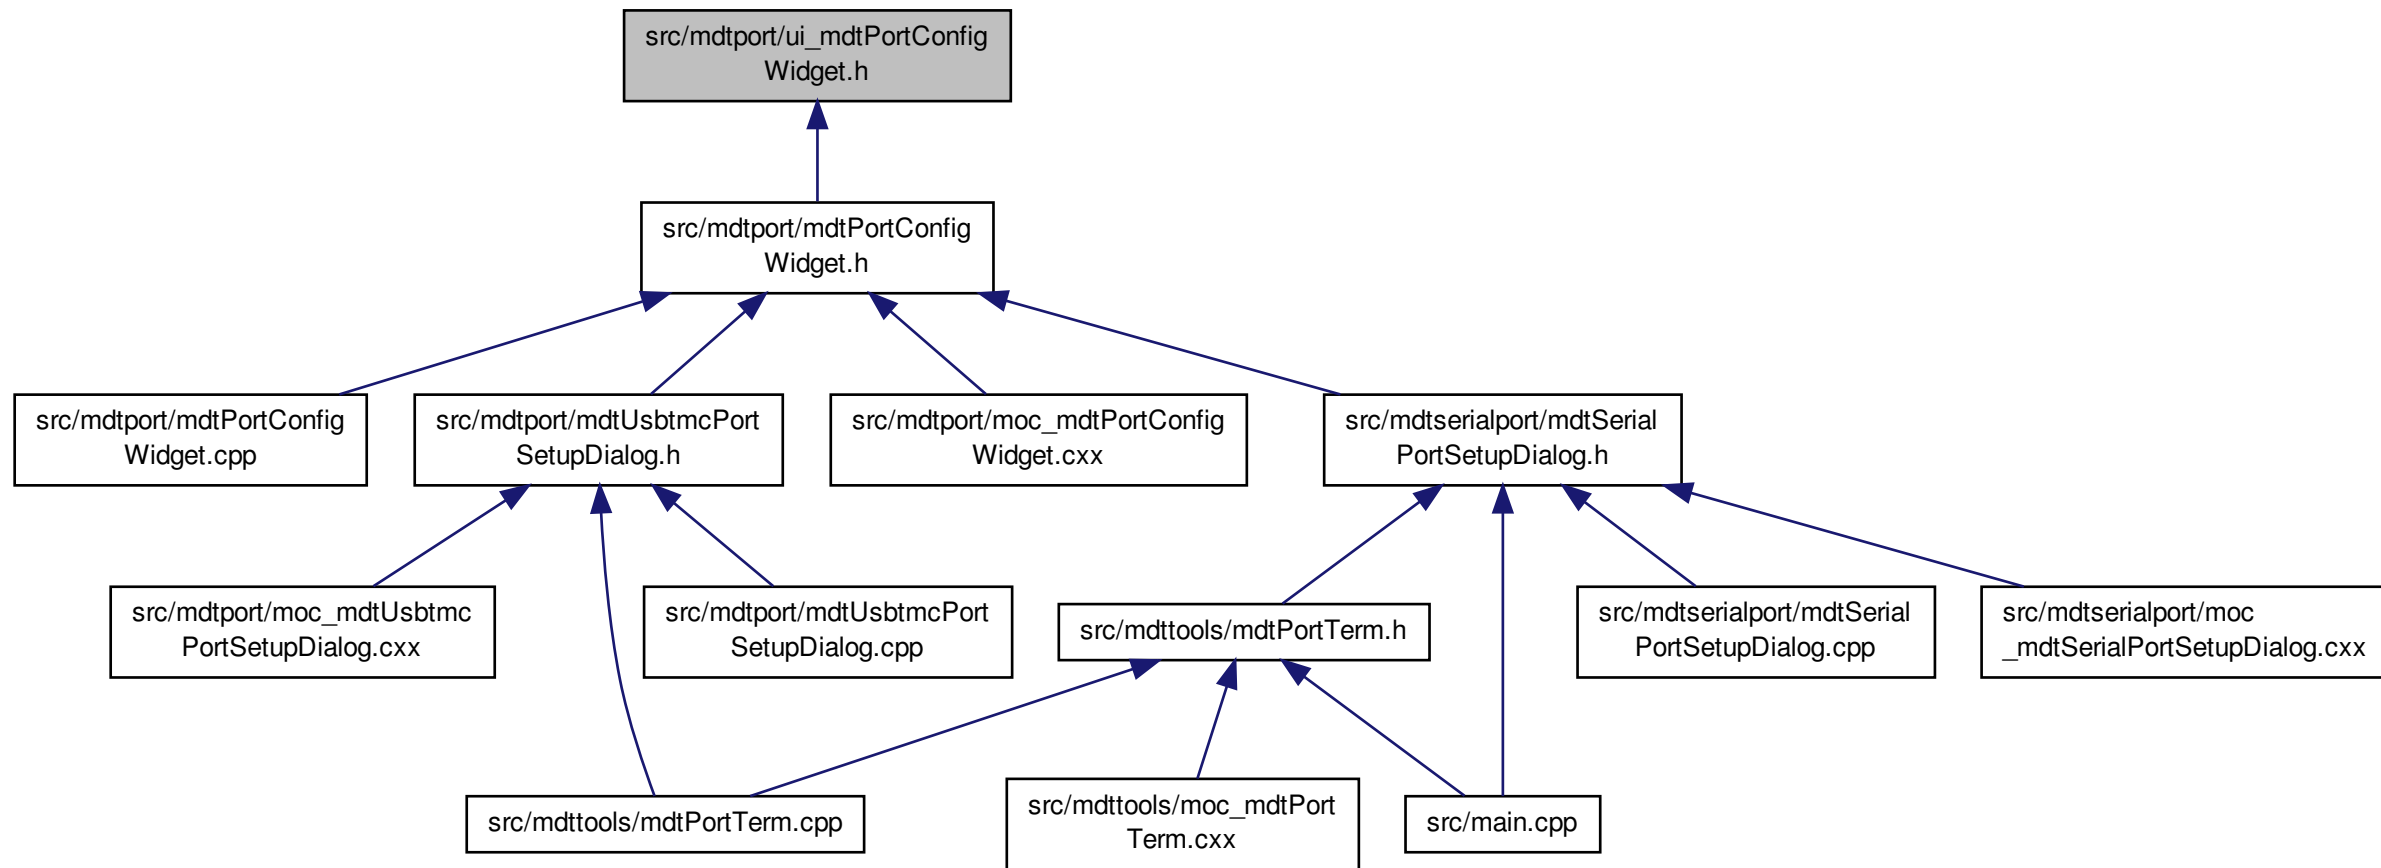 src/mdtport/ui_mdtPortConfig
Widget.h
src/mdtport/mdtPortConfig
Widget.h
src/mdtport/mdtPortConfig
Widget.cpp
src/mdtport/mdtUsbtmcPort
SetupDialog.h
src/mdtport/moc_mdtPortConfig
Widget.cxx
src/mdtserialport/mdtSerial
PortSetupDialog.h
src/mdtport/moc_mdtUsbtmc
PortSetupDialog.cxx
src/mdtport/mdtUsbtmcPort
SetupDialog.cpp
src/mdttools/mdtPortTerm.h
src/mdtserialport/mdtSerial
PortSetupDialog.cpp
src/mdtserialport/moc
_mdtSerialPortSetupDialog.cxx
src/mdttools/mdtPortTerm.cpp
src/mdttools/moc_mdtPort
Term.cxx
src/main.cpp